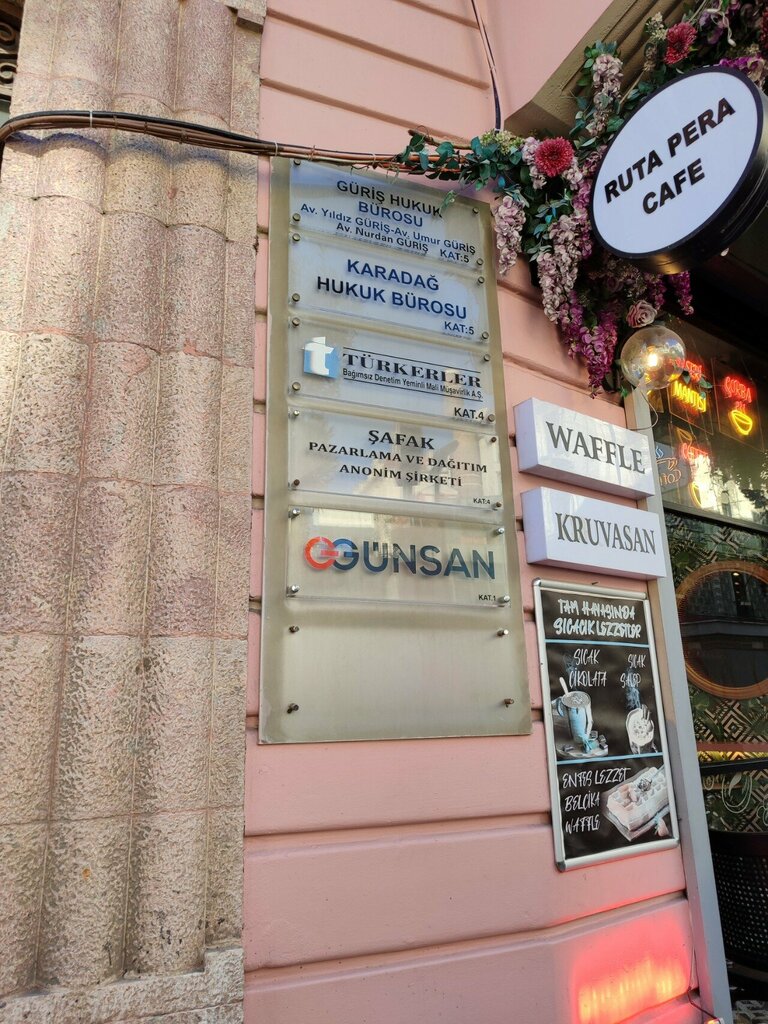 GÜRİŞ HUKUK
BÜROSU
Av. Yıldız GÜRİŞ-Av. Umur GÜRİŞ
Av. Nurdan GÜRİŞ KAT:5
KARADAĞ
HUKUK BÜROSU
KAT:5
t TÜRKERLER
Bağımsız Denetim Yeminli Mali Müşavirlik A.Ş.
KAT.4
ŞAFAK
PAZARLAMA VE DAĞITIM
ANONİM ŞİRKETİ
KAT:4
GÜNSAN
KAT:1
RUTA PERA
CAFE
WAFFLE
KRUVASAN
TAM HAVASINDA
SICACIK LEZZETLER
SICAK
ÇİKOLATA
SICAK
SALEP
ENFES LEZZET
BELÇİKA
WAFFLE
MANTISI
ÇORBA